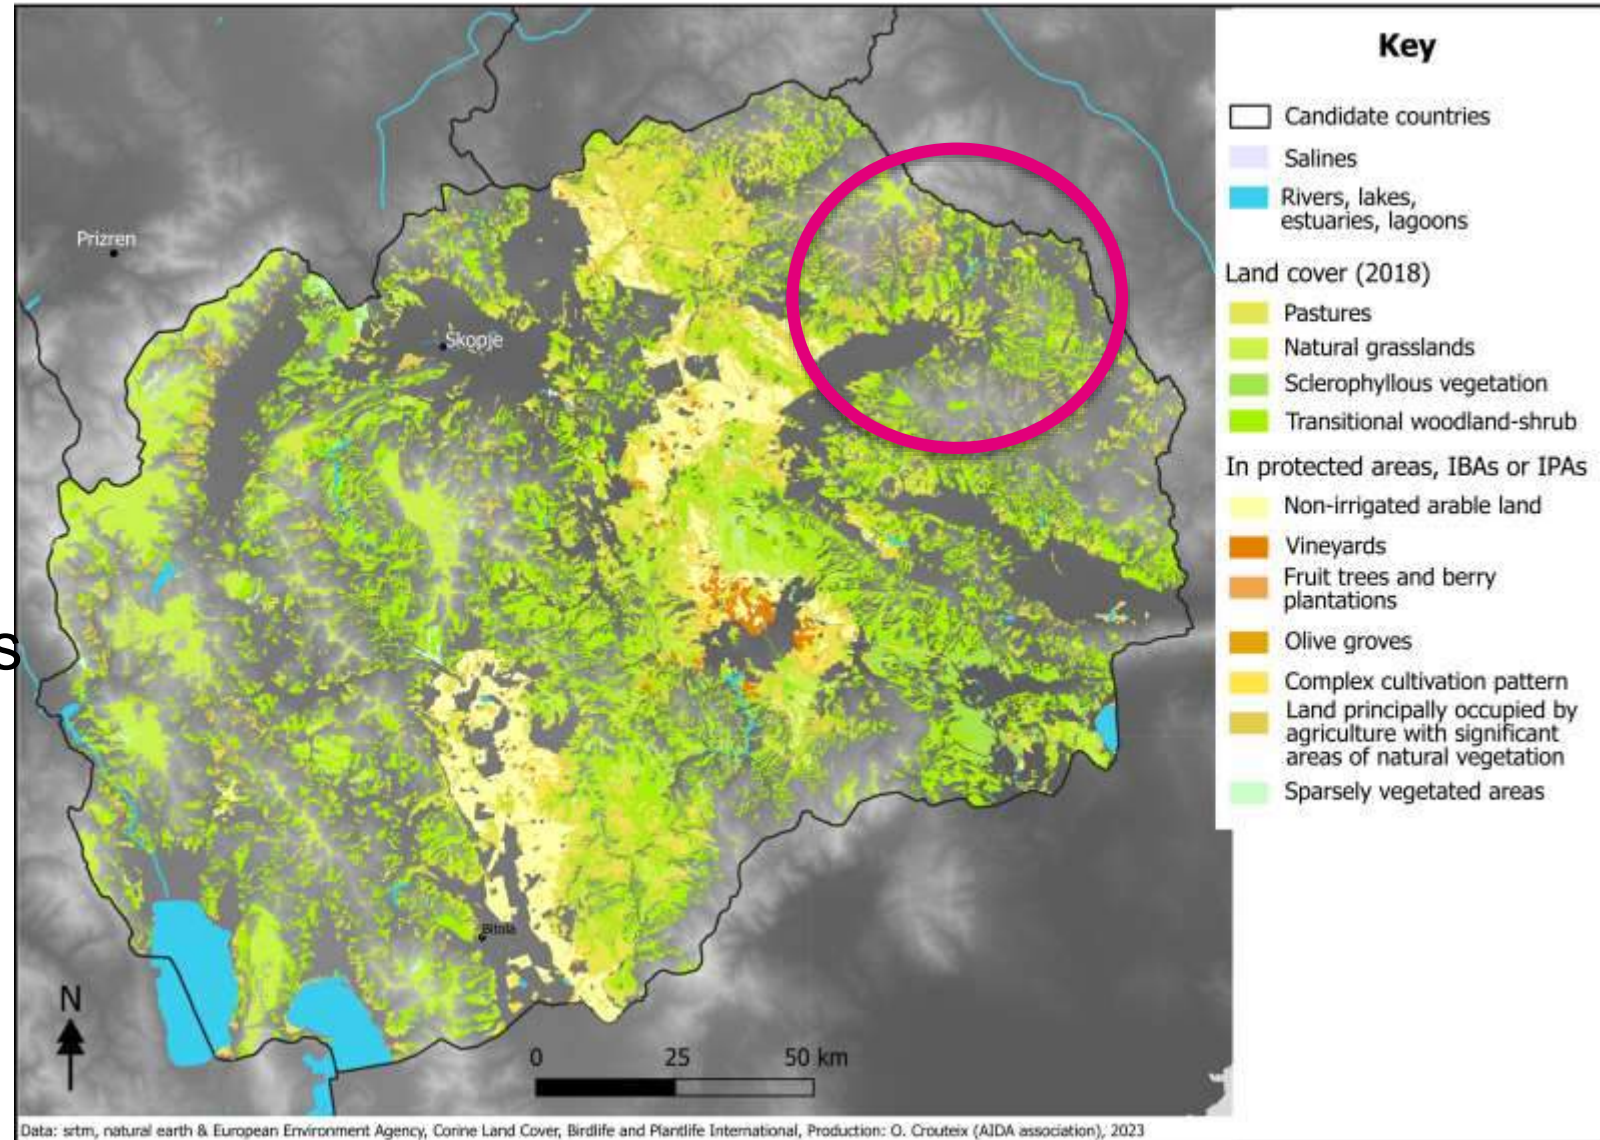 Key
Candidate countries
Salines
Rivers, lakes,
estuaries, lagoons
Land cover (2018)
Pastures
Natural grasslands
Sclerophyllous vegetation
Transitional woodland-shrub
In protected areas, IBAs or IPAs
Non-irrigated arable land
Vineyards
Fruit trees and berry
plantations
Olive groves
Complex cultivation pattern
Land principally occupied by
agriculture with significant
areas of natural vegetation
Sparsely vegetated areas
Prizren
Skopje
s
Bitola
N
0 25 50 km
Data: srtm, natural earth & European Environment Agency, Corine Land Cover, Birdlife and Plantlife International, Production: O. Crouteix (AIDA association), 2023